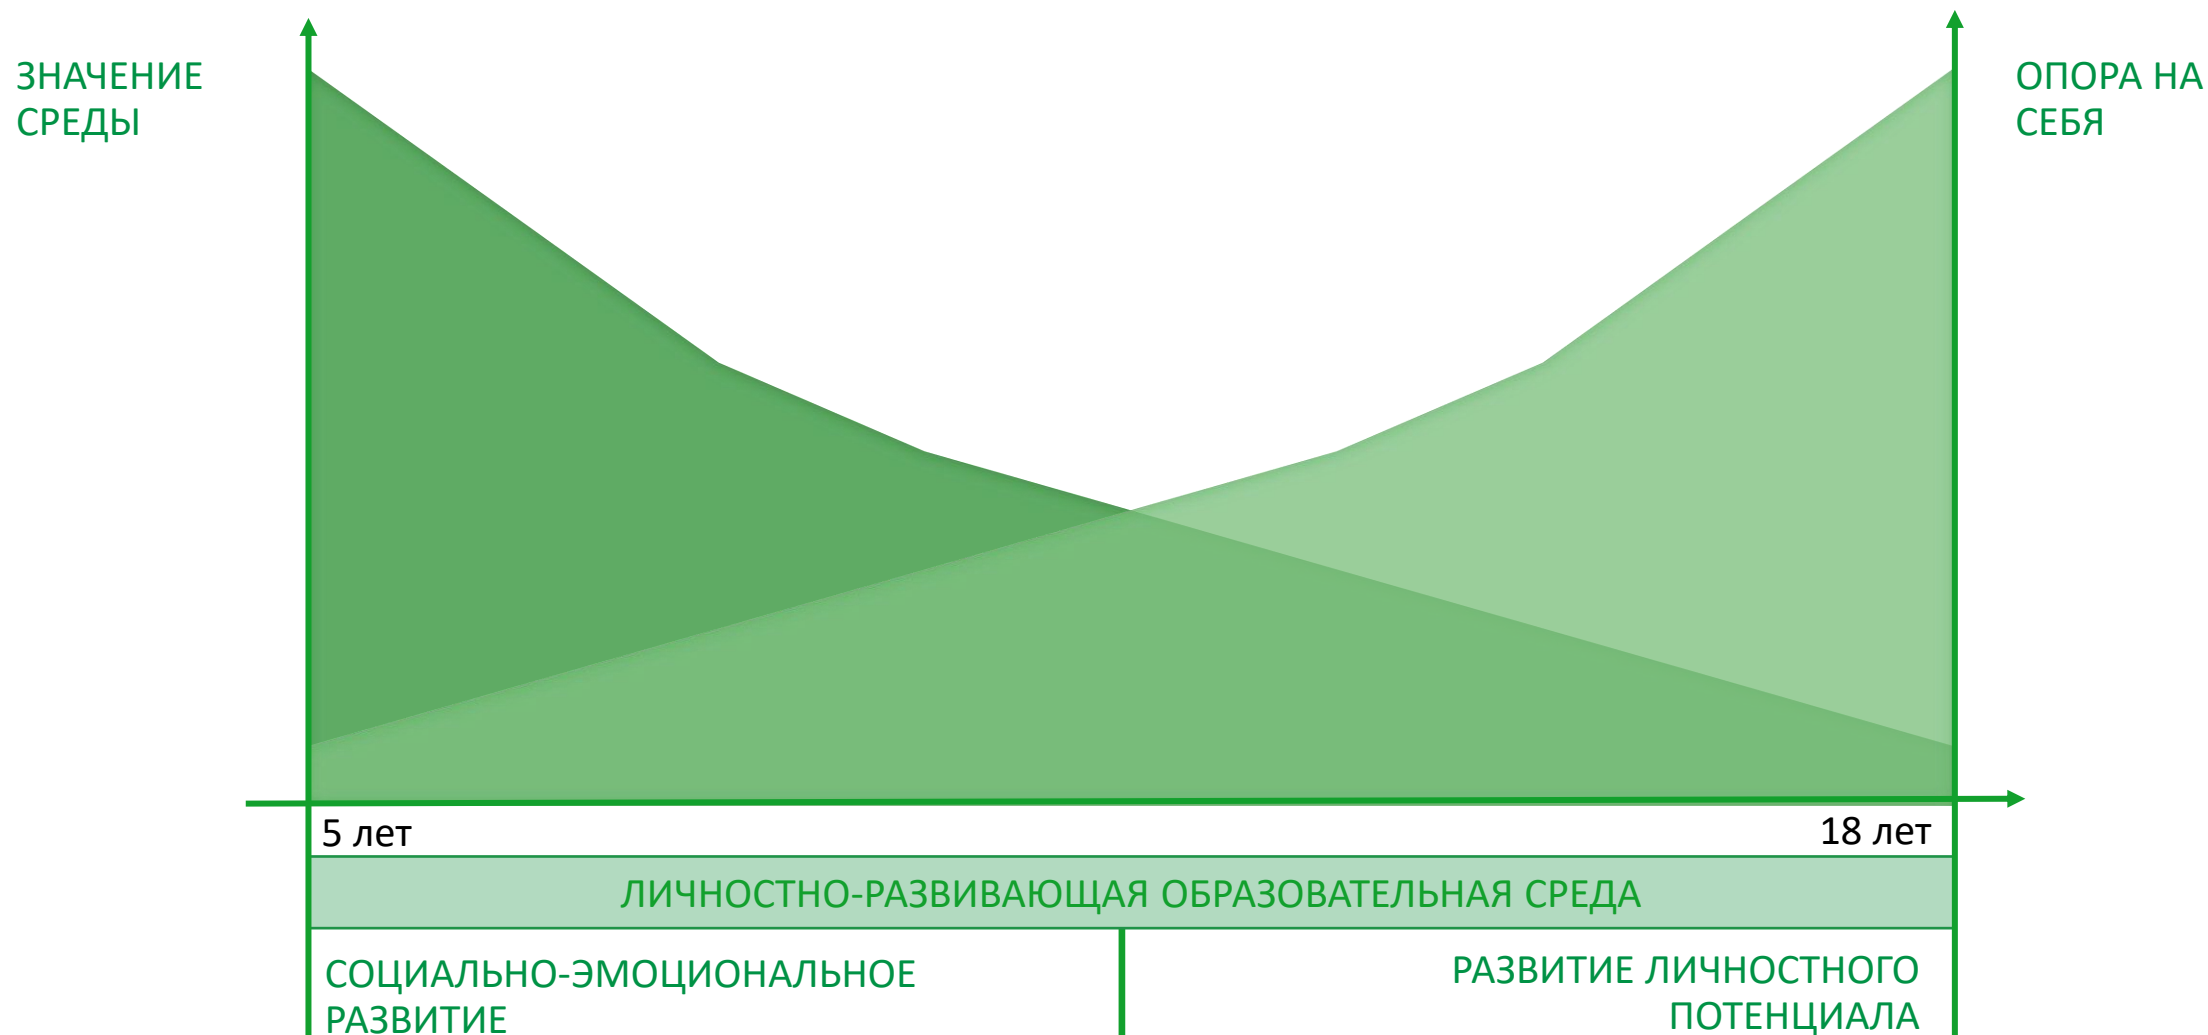 ЗНАЧЕНИЕ
СРЕДЫ
ОПОРА НА
СЕБЯ
5 лет
18 лет
ЛИЧНОСТНО-РАЗВИВАЮЩАЯ ОБРАЗОВАТЕЛЬНАЯ СРЕДА
СОЦИАЛЬНО-ЭМОЦИОНАЛЬНОЕ
РАЗВИТИЕ
РАЗВИТИЕ ЛИЧНОСТНОГО
ПОТЕНЦИАЛА